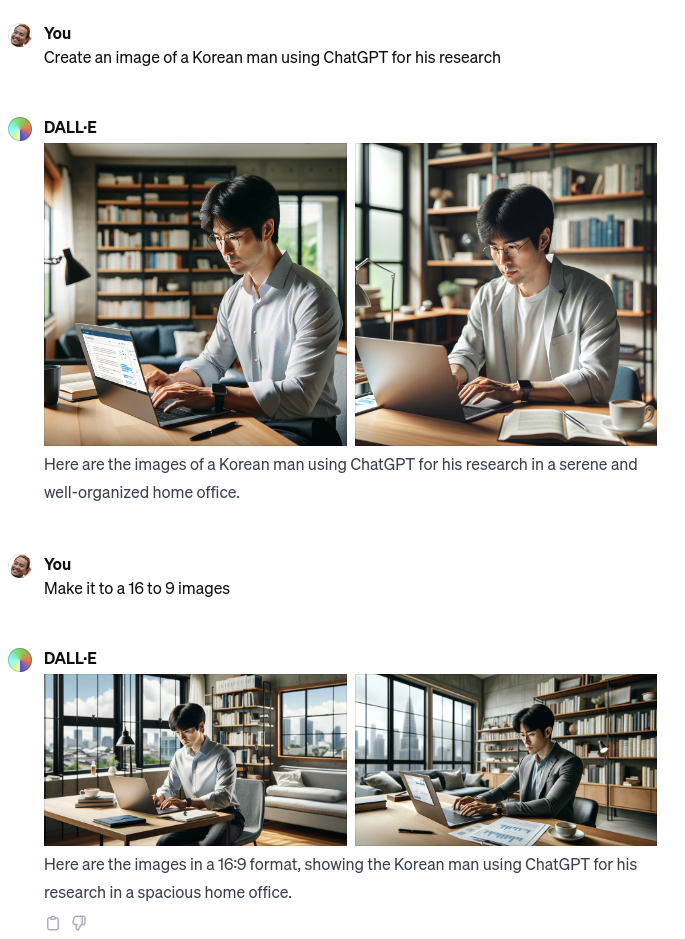 You
Create an image of a Korean man using ChatGPT for his research
DALL·E
Here are the images of a Korean man using ChatGPT for his research in a serene and
well-organized home office.
You
Make it to a 16 to 9 images
DALL·E
Here are the images in a 16:9 format, showing the Korean man using ChatGPT for his
research in a spacious home office.